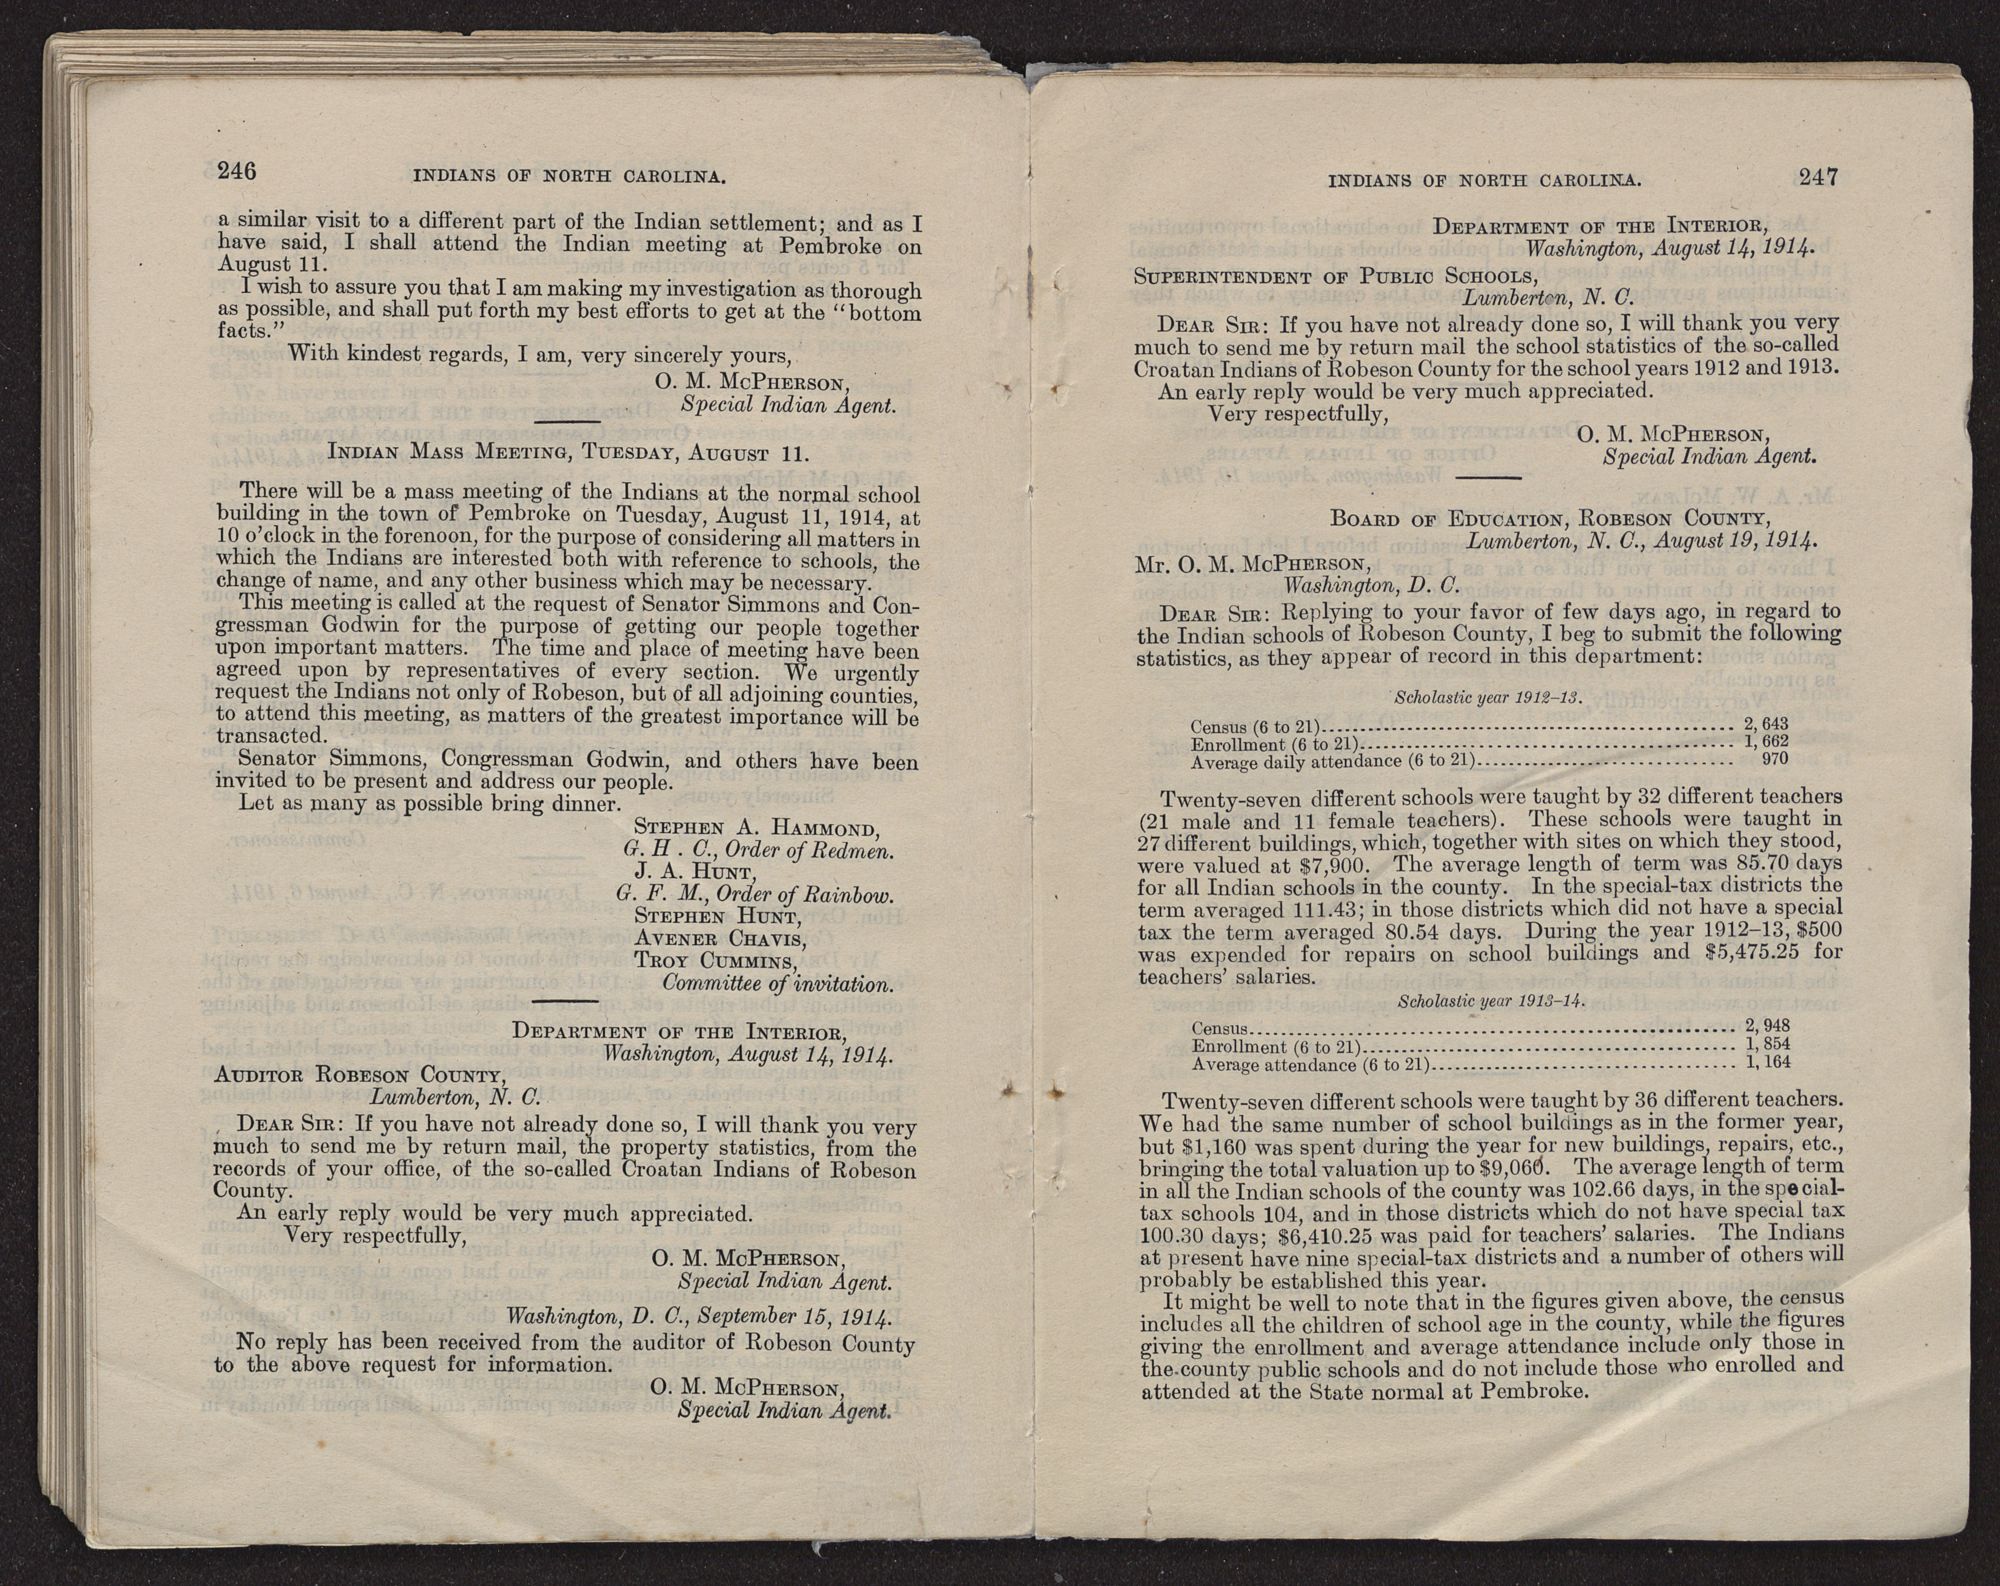 246
INDIANS OF NORTH CAROLINA.
a similar visit to a different part of the Indian settlement; and as I
have said, I shall attend the Indian meeting at Pembroke on
August 11.
I wish to assure you that I am making my investigation as thorough
as possible, and shall put forth my best efforts to get at the "bottom
facts."
With kindest regards, I am, very sincerely yours,
O. M. McPHERSON,
Special Indian Agent.
INDIAN MASS MEETING, TUESDAY, AUGUST 11.
There will be a mass meeting of the Indians at the normal school
building in the town of Pembroke on Tuesday, August 11, 1914, at
10 o'clock in the forenoon, for the purpose of considering all matters in
which the Indians are interested both with reference to schools, the
change of name, and any other business which may be necessary.
This meeting is called at the request of Senator Simmons and Con-
gressman Godwin for the purpose of getting our people together
upon important matters. The time and place of meeting have been
agreed upon by representatives of every section. We urgently
request the Indians not only of Robeson, but of all adjoining counties,
to attend this meeting, as matters of the greatest importance will be
transacted.
Senator Simmons, Congressman Godwin, and others have been
invited to be present and address our people.
Let as many as possible bring dinner.
STEPHEN A. HAMMOND,
G. H . C., Order of Redmen.
J. A. HUNT,
G. F. M., Order of Rainbow.
STEPHEN HUNT,
AVENER CHAVIS,
TROY CUMMINS,
Committee of invitation.
DEPARTMENT OF THE INTERIOR,
Washington, August 14, 1914.
AUDITOR ROBESON COUNTY,
Lumberton, N. C.
DEAR SIR: If you have not already done so, I will thank you very
much to send me by return mail, the property statistics, from the
records of your office, of the so-called Croatan Indians of Robeson
County.
An early reply would be very much appreciated.
Very respectfully,
O. M. McPHERSON,
Special Indian Agent.
Washington, D. C., September 15, 1914.
No reply has been received from the auditor of Robeson County
to the above request for information.
O. M. McPHERSON,
Special Indian Agent.
INDIANS OF NORTH CAROLINA.
247
DEPARTMENT OF THE INTERIOR,
Washington, August 14, 1914.
SUPERINTENDENT OF PUBLIC SCHOOLS,
Lumberton, N. C.
DEAR SIR: If you have not already done so, I will thank you very
much to send me by return mail the school statistics of the so-called
Croatan Indians of Robeson County for the school years 1912 and 1913.
An early reply would be very much appreciated.
Very respectfully,
O. M. McPHERSON,
Special Indian Agent.
BOARD OF EDUCATION, ROBESON COUNTY,
Lumberton, N. C., August 19, 1914.
Mr. O. M. McPHERSON,
Washington, D. C.
DEAR SIR: Replying to your favor of few days ago, in regard to
the Indian schools of Robeson County, I beg to submit the following
statistics, as they appear of record in this department:
Scholastic year 1912–13.
Census (6 to 21)........ 2,643
Enrollment (6 to 21)........ 1,662
Average daily attendance (6 to 21)........ 970
Twenty-seven different schools were taught by 32 different teachers
(21 male and 11 female teachers). These schools were taught in
27 different buildings, which, together with sites on which they stood,
were valued at $7,900. The average length of term was 85.70 days
for all Indian schools in the county. In the special-tax districts the
term averaged 111.43; in those districts which did not have a special
tax the term averaged 80.54 days. During the year 1912–13, $500
was expended for repairs on school buildings and $5,475.25 for
teachers' salaries.
Scholastic year 1913–14.
Census........ 2,948
Enrollment (6 to 21)........ 1,854
Average attendance (6 to 21)........ 1,164
Twenty-seven different schools were taught by 36 different teachers.
We had the same number of school buildings as in the former year,
but $1,160 was spent during the year for new buildings, repairs, etc.,
bringing the total valuation up to $9,060. The average length of term
in all the Indian schools of the county was 102.66 days, in the special-
tax schools 104, and in those districts which do not have special tax
100.30 days; $6,410.25 was paid for teachers' salaries. The Indians
at present have nine special-tax districts and a number of others will
probably be established this year.
It might be well to note that in the figures given above, the census
includes all the children of school age in the county, while the figures
giving the enrollment and average attendance include only those in
the county public schools and do not include those who enrolled and
attended at the State normal at Pembroke.